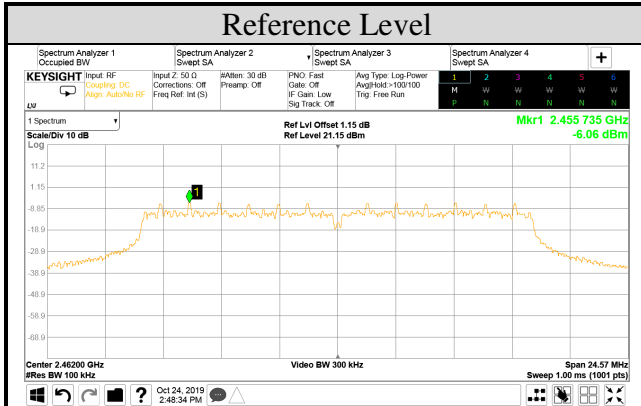 Reference Level
Spectrum Analyzer 1
Occupied BW
Spectrum Analyzer 2
Swept SA
Spectrum Analyzer 3
Swept SA
Spectrum Analyzer 4
Swept SA
+
KEYSIGHT
LXI
Input: RF
Coupling: DC
Align: Auto/No RF
Input Z: 50 Ω
Corrections: Off
Freq Ref: Int (S)
#Atten: 30 dB
Preamp: Off
PNO: Fast
Gate: Off
IF Gain: Low
Sig Track: Off
Avg Type: Log-Power
Avg|Hold:>100/100
Trig: Free Run
1 2 3 4 5 6
M W W W W W
P N N N N N
1 Spectrum
Scale/Div 10 dB
Log
Ref Lvl Offset 1.15 dB
Ref Level 21.15 dBm
Mkr1 2.455 735 GHz
-6.06 dBm
1
11.2
1.15
-8.85
-18.9
-28.9
-38.9
-48.9
-58.9
-68.9
Center 2.46200 GHz
#Res BW 100 kHz
Video BW 300 kHz
Span 24.57 MHz
Sweep 1.00 ms (1001 pts)
?
Oct 24, 2019
2:48:34 PM